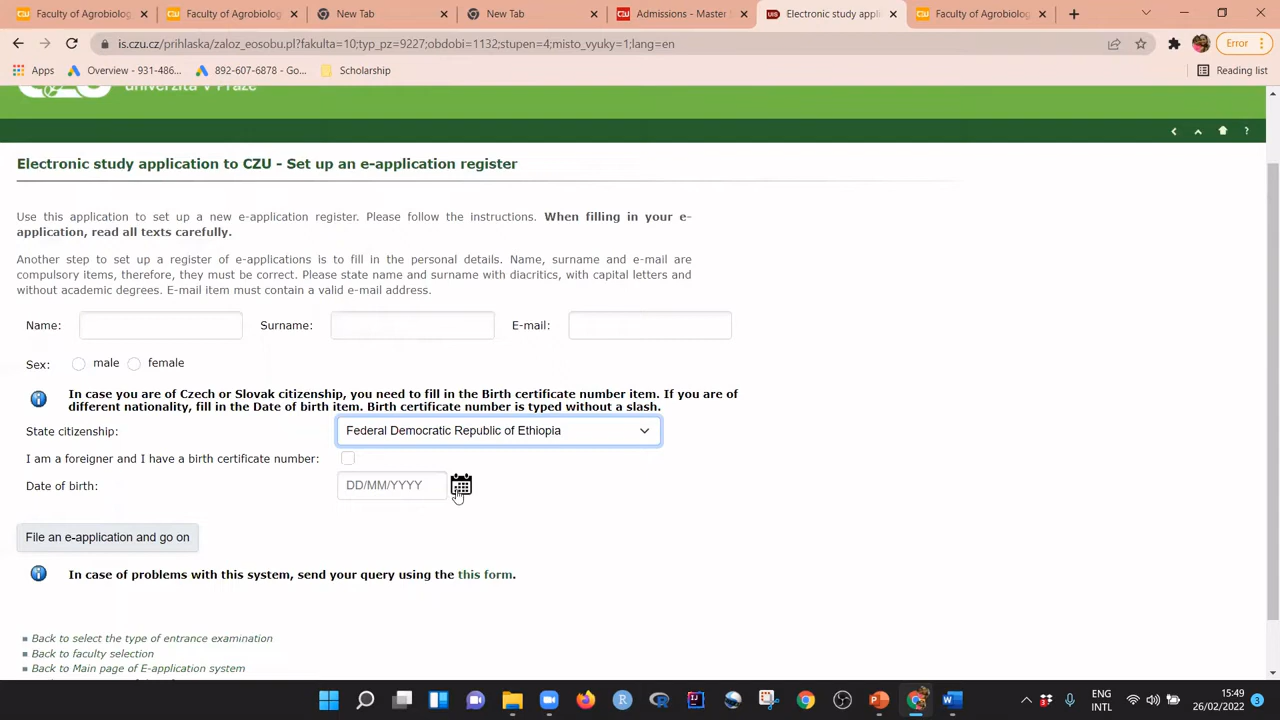 Faculty of Agrobiolog
Faculty of Agrobiolog
New Tab
New Tab
Admissions - Master
Electronic study appli
Faculty of Agrobiolog
is.czu.cz/prihlaska/zaloz_eosobu.pl?fakulta=10;typ_pz=9227;obdobi=1132;open=4;misto_vyuky=1;lang=en
Error
Apps
Overview - 931-486...
892-607-6878 - Go...
Scholarship
Reading list
univerzita v Praze
Electronic study application to CZU - Set up an e-application register
Use this application to set up a new e-application register. Please follow the instructions. When filling in your e-
application, read all texts carefully.
Another step to set up a register of e-applications is to fill in the personal details. Name, surname and e-mail are
compulsory items, therefore, they must be correct. Please state name and surname with diacritics, with capital letters and
without academic degrees. E-mail item must contain a valid e-mail address.
Name: Surname: E-mail:
Sex: male female
In case you are of Czech or Slovak citizenship, you need to fill in the Birth certificate number item. If you are of
different nationality, fill in the Date of birth item. Birth certificate number is typed without a slash.
State citizenship: Federal Democratic Republic of Ethiopia
I am a foreigner and I have a birth certificate number:
Date of birth: DD/MM/YYYY
File an e-application and go on
In case of problems with this system, send your query using the this form.
Back to select the type of entrance examination
Back to faculty selection
Back to Main page of E-application system
ENG 15:49
INTL 26/02/2022 3